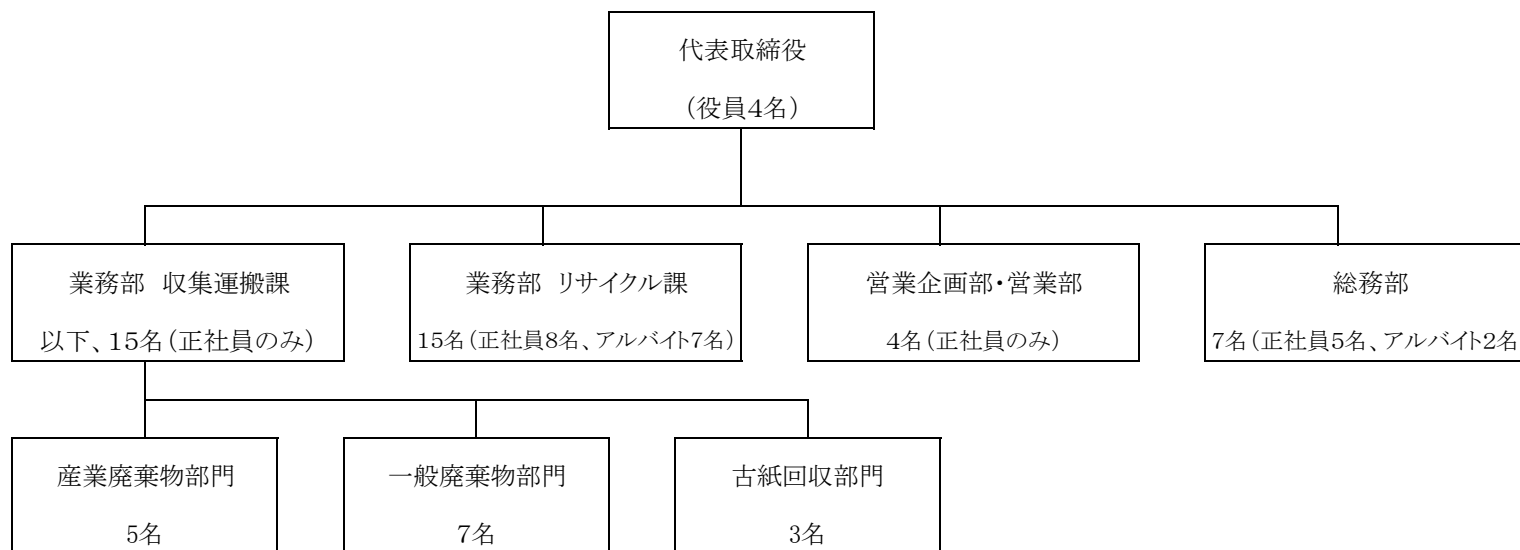 代表取締役
(役員4名)
業務部 収集運搬課
以下、15名(正社員のみ)
業務部 リサイクル課
15名(正社員8名、アルバイト7名)
営業企画部・営業部
4名(正社員のみ)
総務部
7名(正社員5名、アルバイト2名
産業廃棄物部門
5名
一般廃棄物部門
7名
古紙回収部門
3名